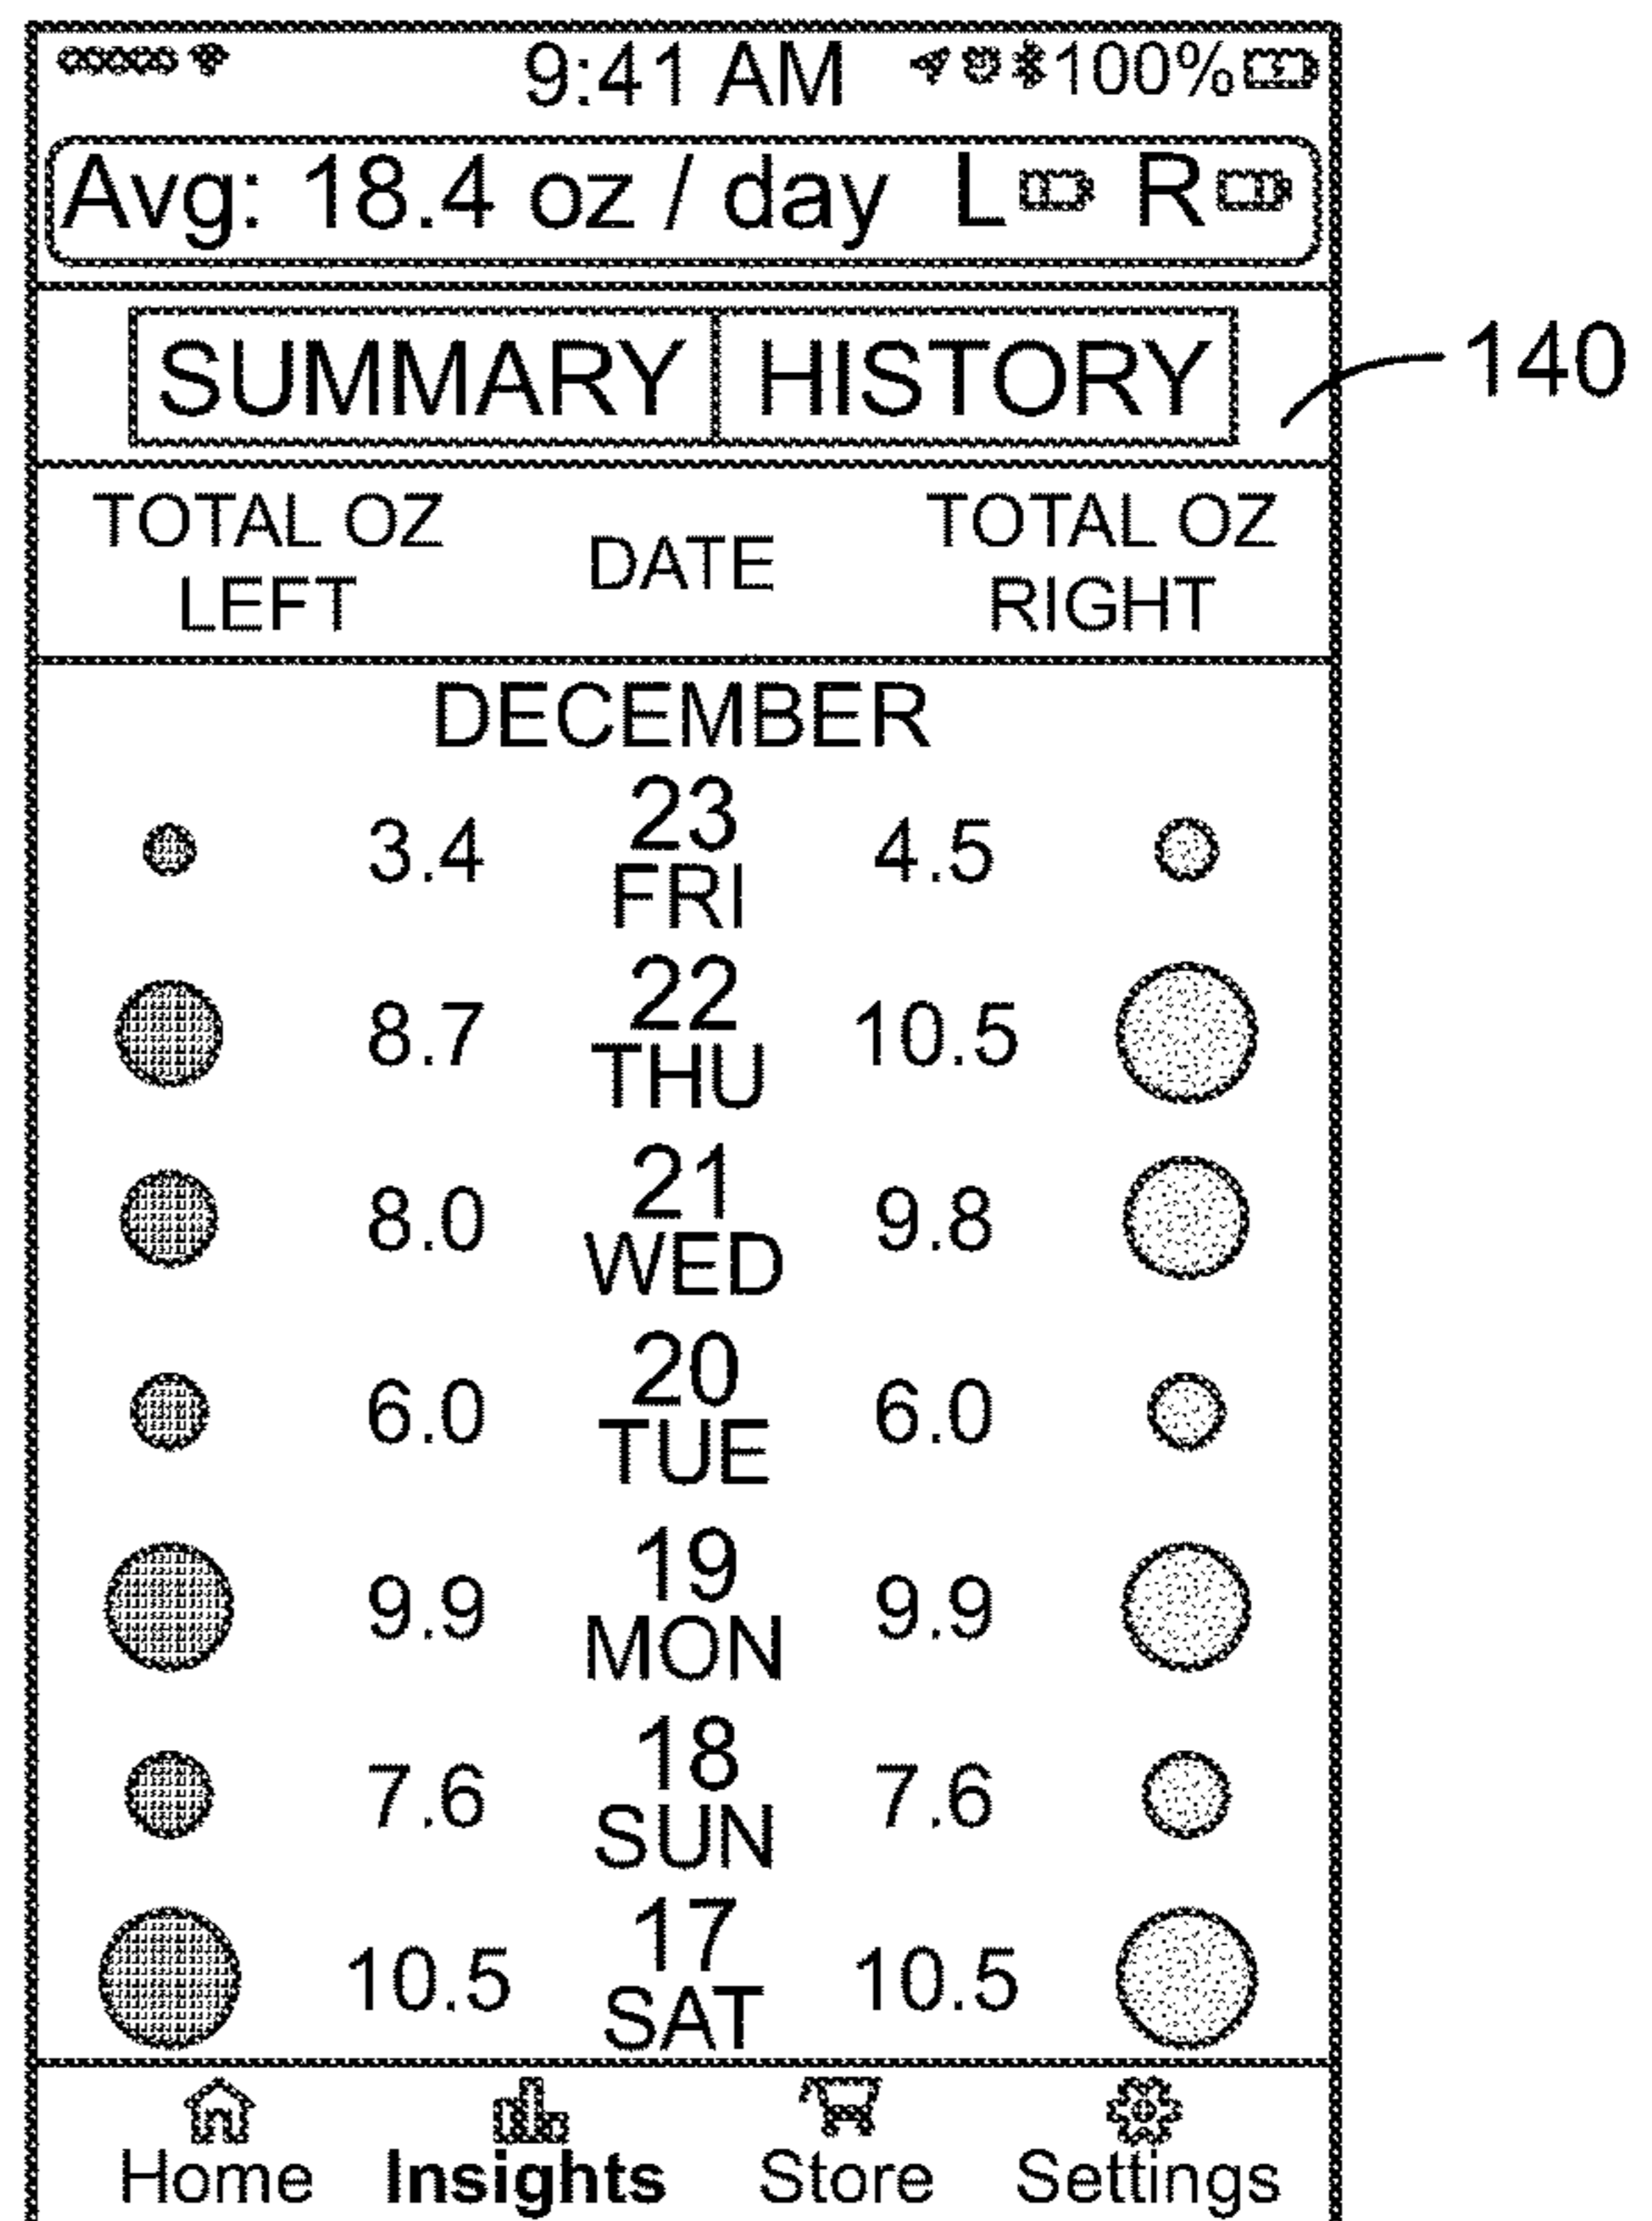 9:41 AM 100%
Avg: 18.4 oz / day L R
SUMMARY HISTORY
140
TOTAL OZ LEFT DATE TOTAL OZ RIGHT
DECEMBER
3.4 23 FRI 4.5
8.7 22 THU 10.5
8.0 21 WED 9.8
6.0 20 TUE 6.0
9.9 19 MON 9.9
7.6 18 SUN 7.6
10.5 17 SAT 10.5
Home Insights Store Settings